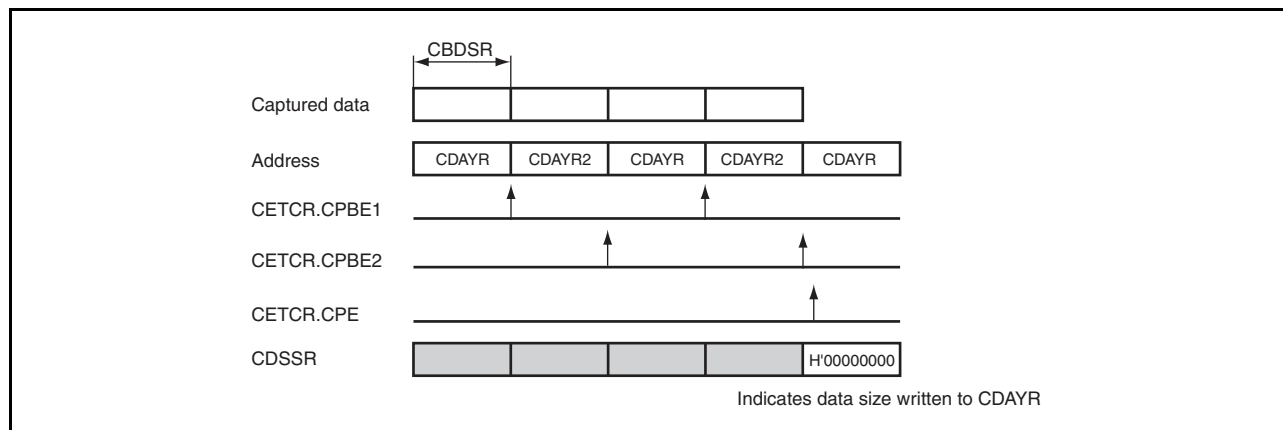 CBDSR
Captured data
Address CDAYR CDAYR2 CDAYR CDAYR2 CDAYR
CETCR.CPBE1
CETCR.CPBE2
CETCR.CPE
CDSSR H'00000000
Indicates data size written to CDAYR